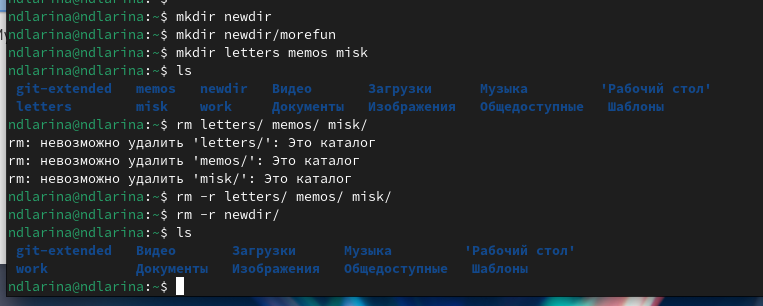 ndlarina@ndlarina:~$ mkdir newdir
ndlarina@ndlarina:~$ mkdir newdir/morefun
ndlarina@ndlarina:~$ mkdir letters memos misk
ndlarina@ndlarina:~$ ls
git-extended memos newdir Видео Загрузки Музыка 'Рабочий стол'
letters misk work Документы Изображения Общедоступные Шаблоны
ndlarina@ndlarina:~$ rm letters/ memos/ misk/
rm: невозможно удалить 'letters/': Это каталог
rm: невозможно удалить 'memos/': Это каталог
rm: невозможно удалить 'misk/': Это каталог
ndlarina@ndlarina:~$ rm -r letters/ memos/ misk/
ndlarina@ndlarina:~$ rm -r newdir/
ndlarina@ndlarina:~$ ls
git-extended Видео Загрузки Музыка 'Рабочий стол'
work Документы Изображения Общедоступные Шаблоны
ndlarina@ndlarina:~$